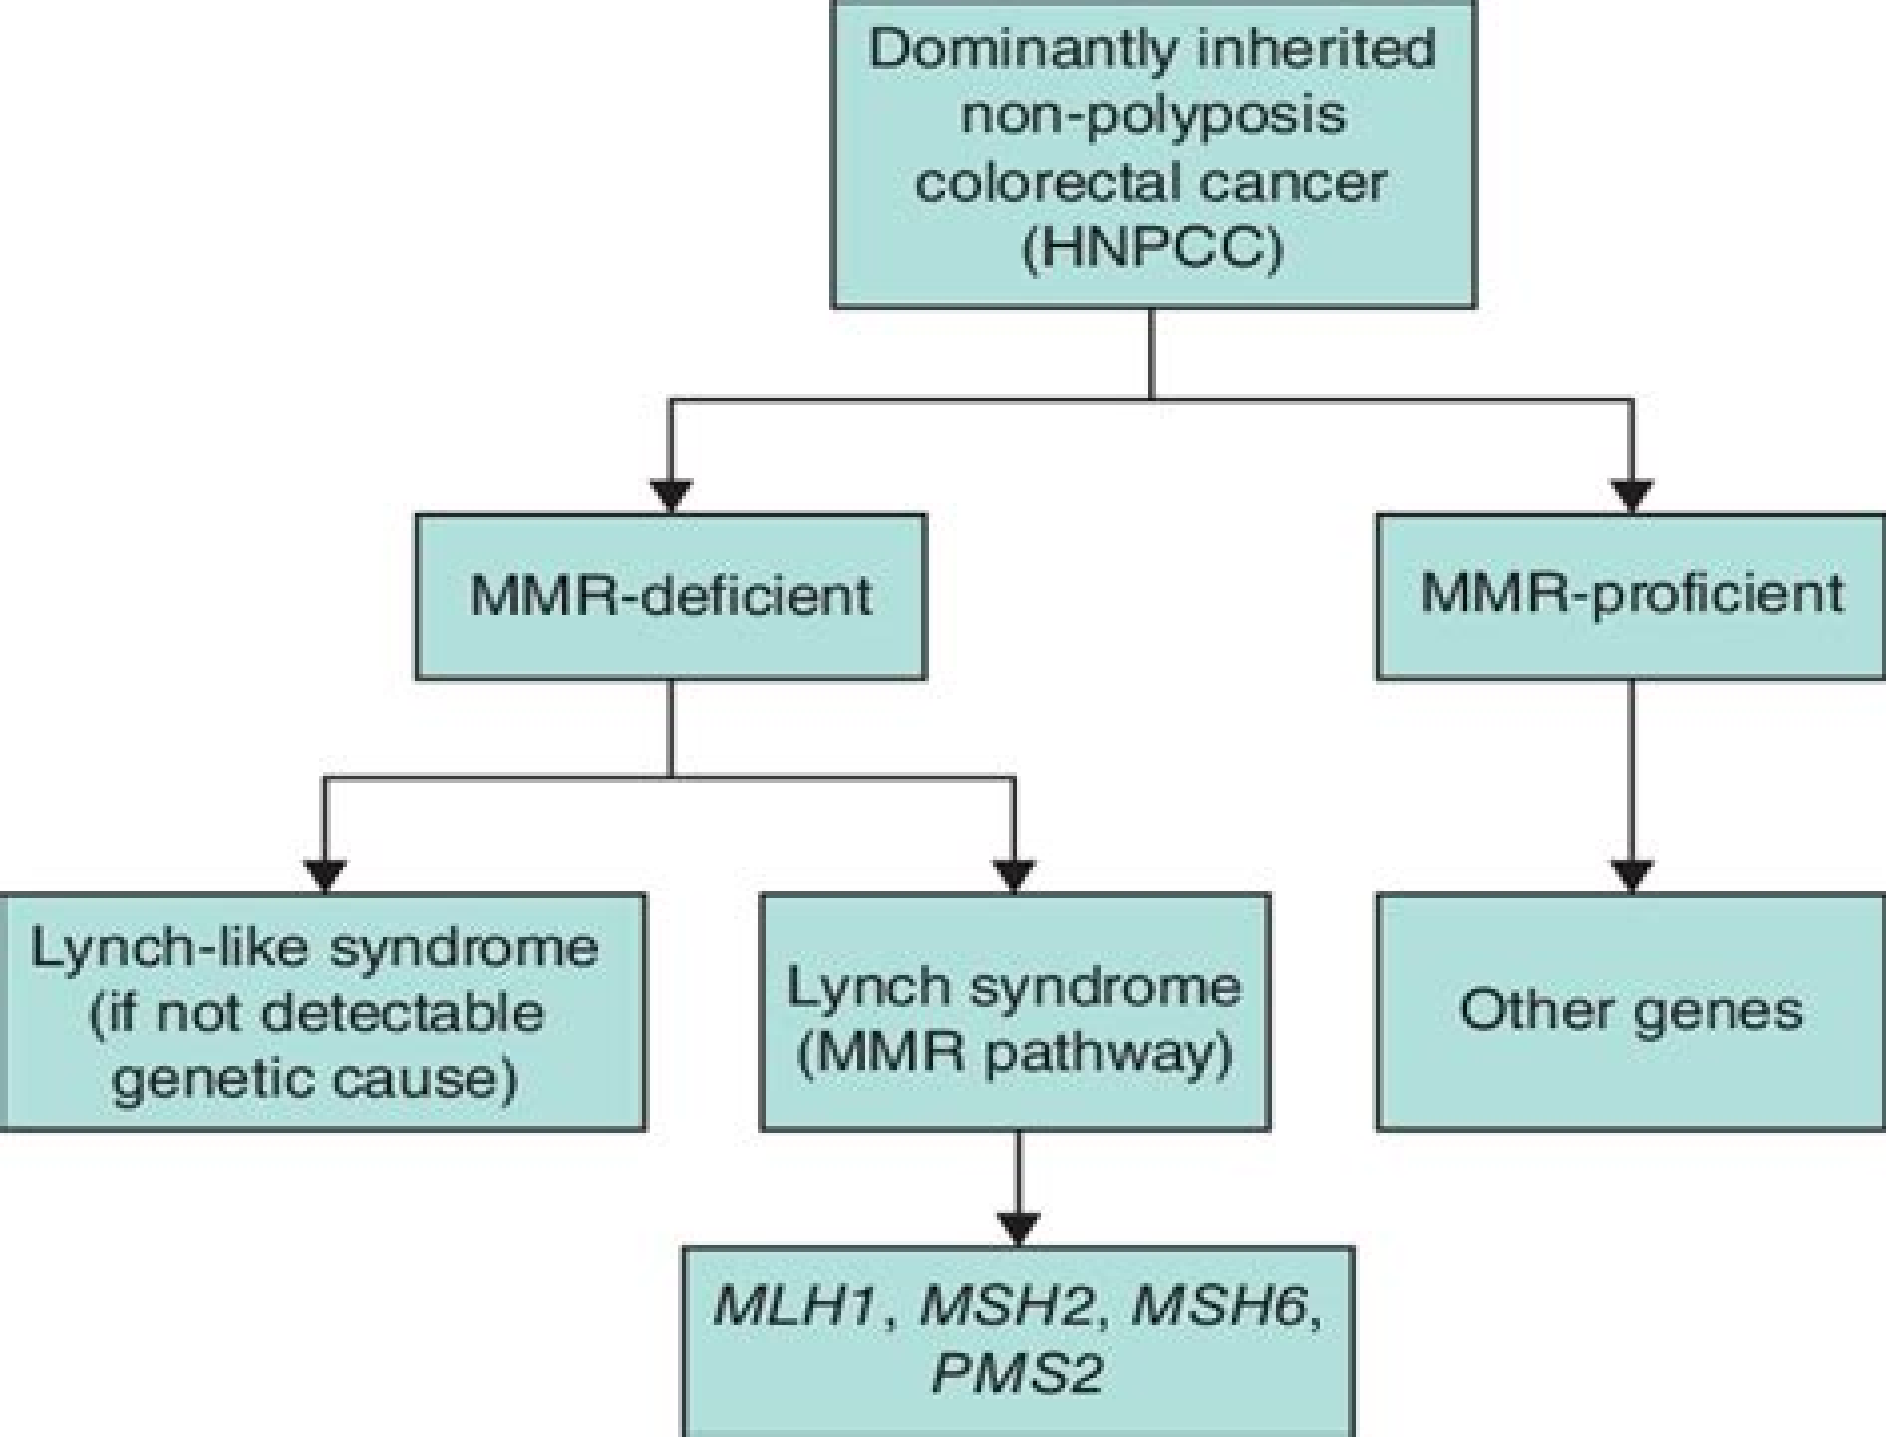 Dominantly inherited
non-polyposis
colorectal cancer
(HNPCC)
MMR-deficient
MMR-proficient
Lynch-like syndrome
(if not detectable
genetic cause)
Lynch syndrome
(MMR pathway)
Other genes
MLH1, MSH2, MSH6,
PMS2